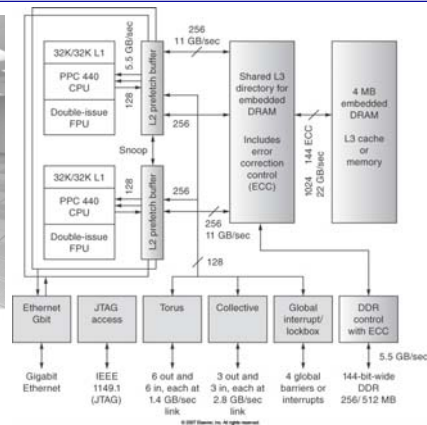 32K/32K L1
PPC 440
CPU
Double-issue
FPU
5.5 GB/sec
128
L2 prefetch buffer
256
11 GB/sec
256
Snoop
32K/32K L1
PPC 440
CPU
Double-issue
FPU
128
L2 prefetch buffer
256
256
11 GB/sec
128
Shared L3
directory for
embedded
DRAM
Includes
error
correction
control
(ECC)
1024 144 ECC
22 GB/sec
4 MB
embedded
DRAM
L3 cache
or
memory
Ethernet
Gbit
JTAG
access
Torus
Collective
Global
interrupt/
lockbox
DDR
control
with ECC
5.5 GB/sec
Gigabit
Ethernet
IEEE
1149.1
(JTAG)
6 out and
6 in, each at
1.4 GB/sec
link
3 out and
3 in, each at
2.8 GB/sec
link
4 global
barriers or
interrupts
144-bit-wide
DDR
256/ 512 MB
© 2007 Elsevier, Inc. All rights reserved.